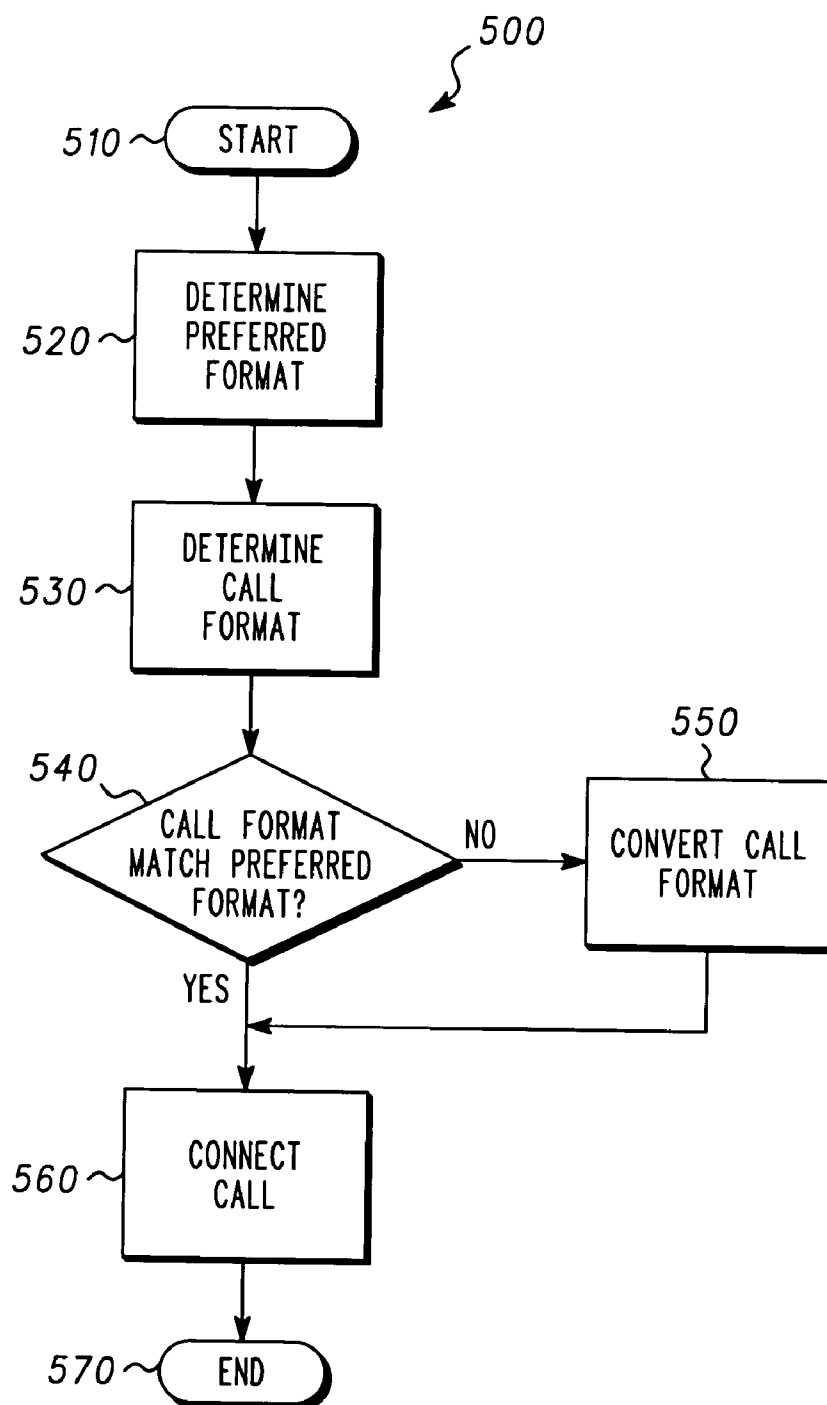 500
510
START
520
DETERMINE
PREFERRED
FORMAT
530
DETERMINE
CALL
FORMAT
540
CALL FORMAT
MATCH PREFERRED
FORMAT?
NO
550
CONVERT CALL
FORMAT
YES
560
CONNECT
CALL
570
END